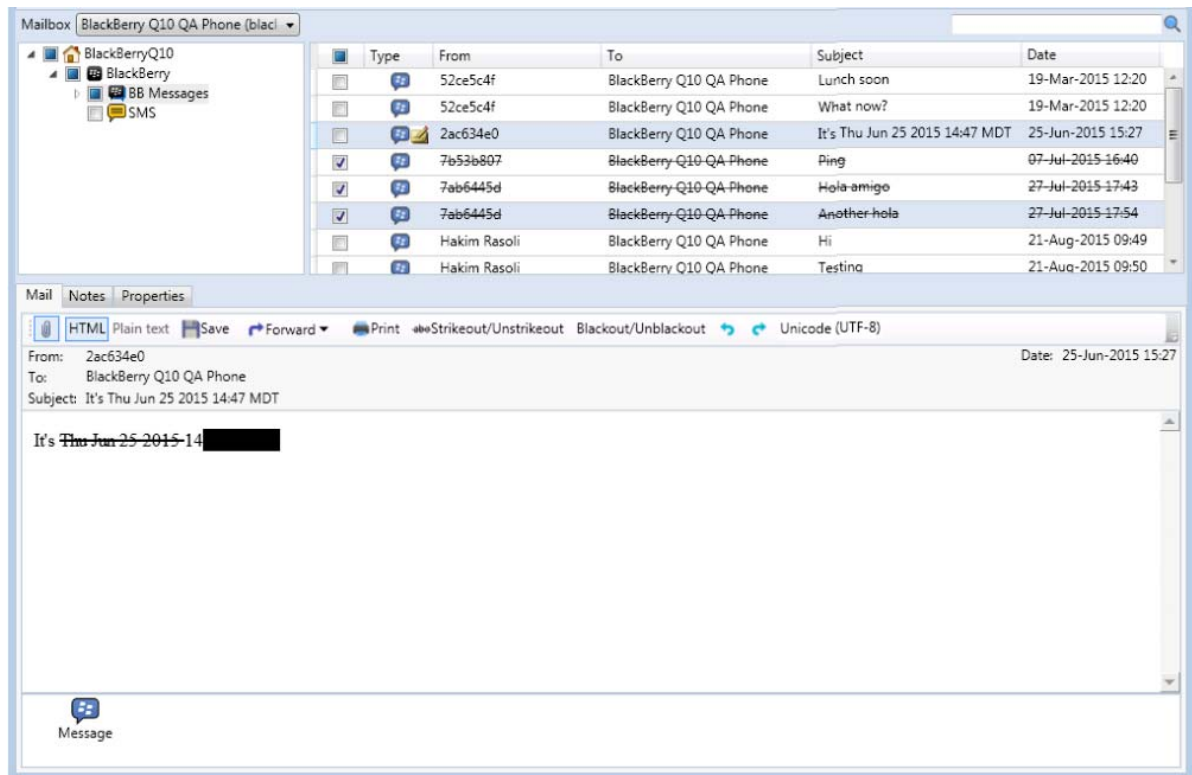 Mailbox BlackBerry Q10 QA Phone (blacl
BlackBerryQ10
BlackBerry
BB Messages
SMS
Type From To Subject Date
52ce5c4f BlackBerry Q10 QA Phone Lunch soon 19-Mar-2015 12:20
52ce5c4f BlackBerry Q10 QA Phone What now? 19-Mar-2015 12:20
2ac634e0 BlackBerry Q10 QA Phone It's Thu Jun 25 2015 14:47 MDT 25-Jun-2015 15:27
7b53b807 BlackBerry Q10 QA Phone Ping 07-Jul-2015 16:40
7ab6445d BlackBerry Q10 QA Phone Hola amigo 27-Jul-2015 17:43
7ab6445d BlackBerry Q10 QA Phone Another hola 27-Jul-2015 17:54
Hakim Rasoli BlackBerry Q10 QA Phone Hi 21-Aug-2015 09:49
Hakim Rasoli BlackBerry Q10 QA Phone Testing 21-Aug-2015 09:50
Mail Notes Properties
HTML Plain text Save Forward Print abc Strikeout/Unstrikeout Blackout/Unblackout Unicode (UTF-8)
From: 2ac634e0 Date: 25-Jun-2015 15:27
To: BlackBerry Q10 QA Phone
Subject: It's Thu Jun 25 2015 14:47 MDT
It's Thu Jun 25 2015 14
Message